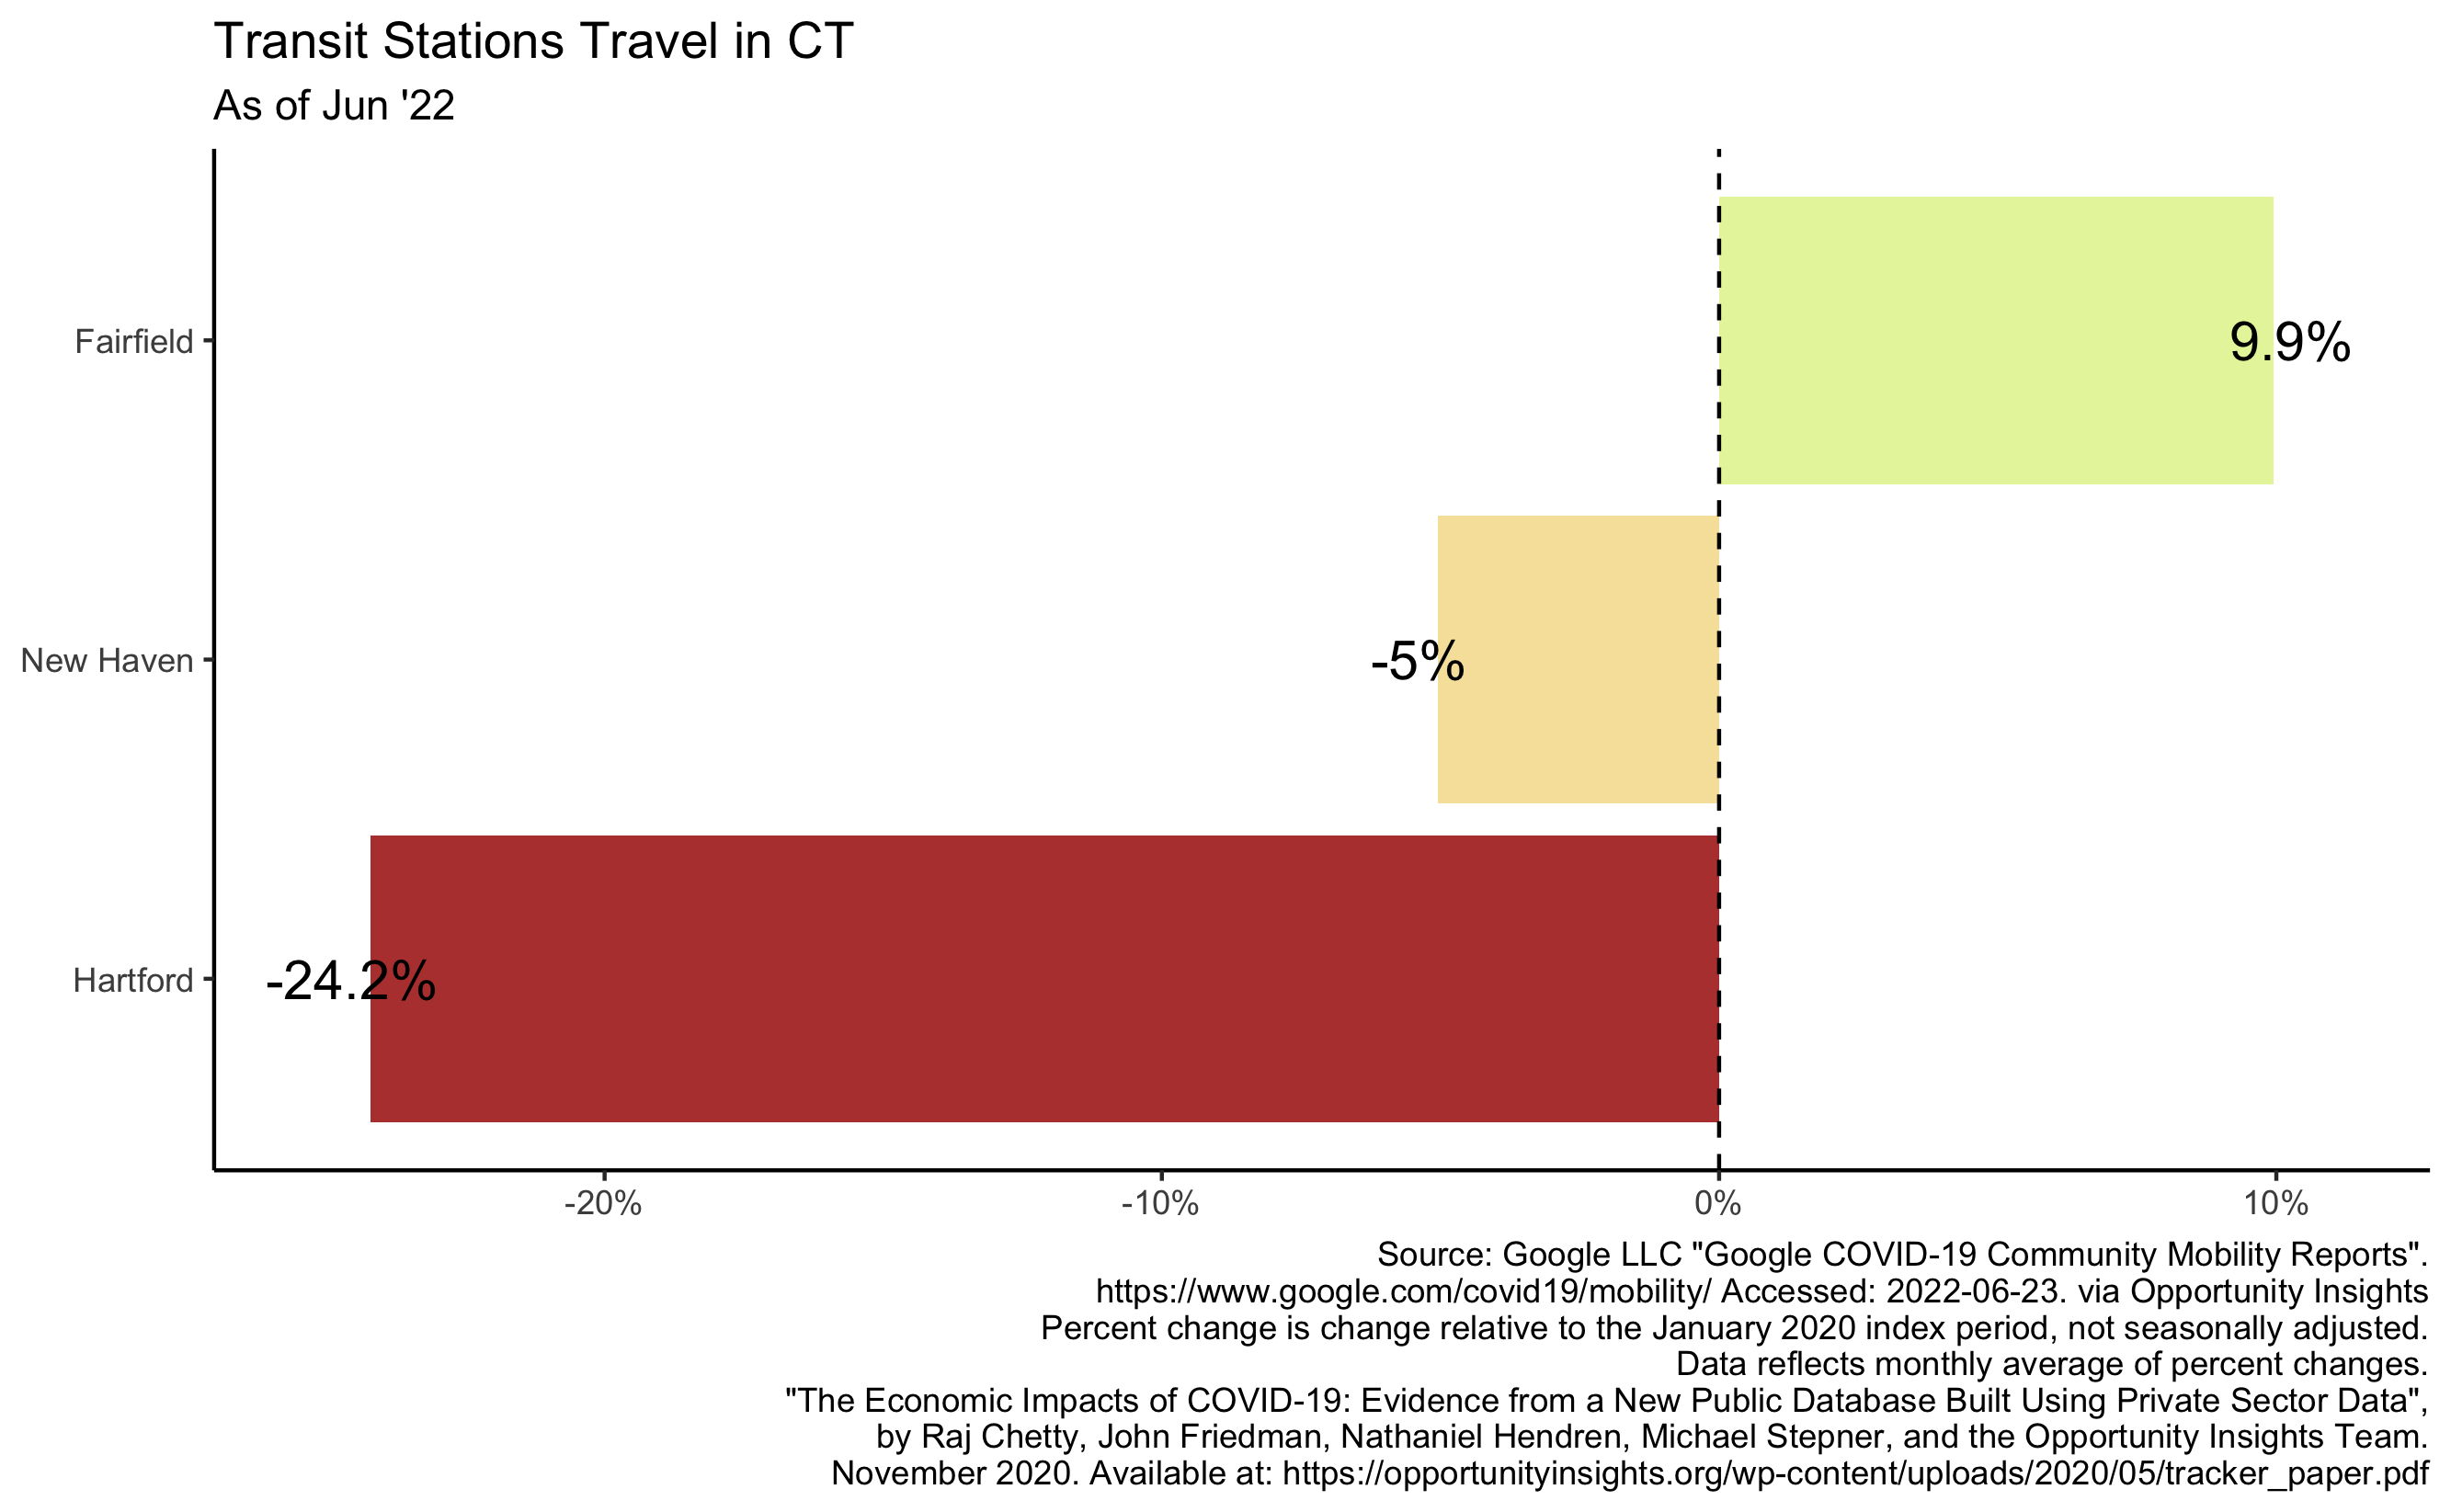 Transit Stations Travel in CT
As of Jun '22
Fairfield
9.9%
New Haven
-5%
Hartford
-24.2%
-20%
-10%
0%
10%
Source: Google LLC "Google COVID-19 Community Mobility Reports".
https://www.google.com/covid19/mobility/ Accessed: 2022-06-23. via Opportunity Insights
Percent change is change relative to the January 2020 index period, not seasonally adjusted.
Data reflects monthly average of percent changes.
"The Economic Impacts of COVID-19: Evidence from a New Public Database Built Using Private Sector Data",
by Raj Chetty, John Friedman, Nathaniel Hendren, Michael Stepner, and the Opportunity Insights Team.
November 2020. Available at: https://opportunityinsights.org/wp-content/uploads/2020/05/tracker_paper.pdf